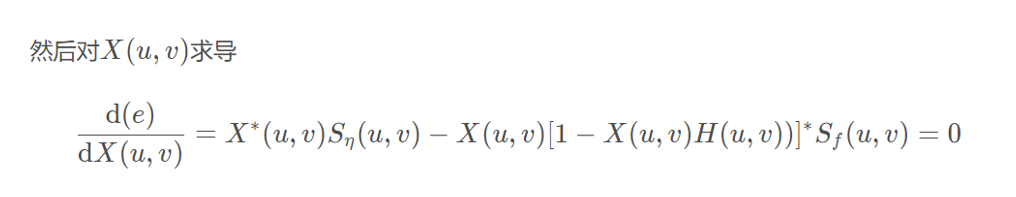 然后对X(u, v)求导
d(e)/dX(u, v) = X*(u, v)S_η(u, v) − X(u, v)[1 − X(u, v)H(u, v))]*S_f(u, v) = 0